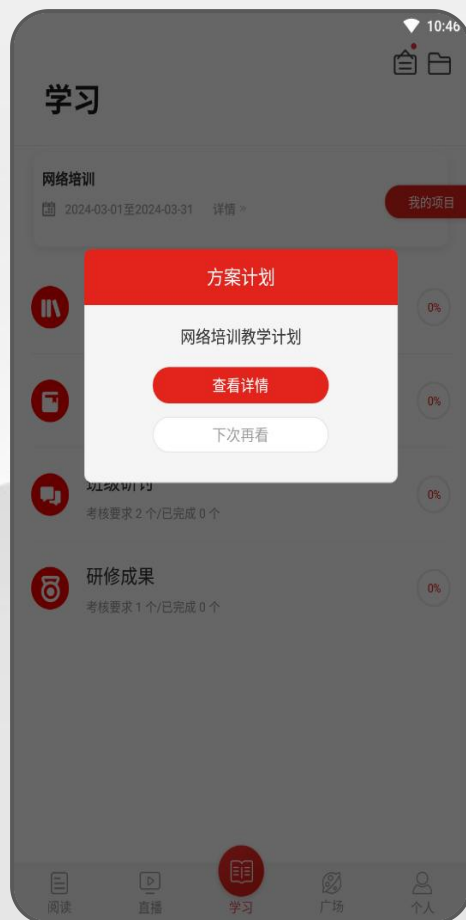 10:46
学习
网络培训
2024-03-01至2024-03-31 详情 >
我的项目
方案计划
网络培训教学计划
查看详情
下次再看
0%
0%
班级研讨
考核要求 2 个/已完成 0 个
0%
研修成果
考核要求 1 个/已完成 0 个
0%
阅读
直播
学习
广场
个人